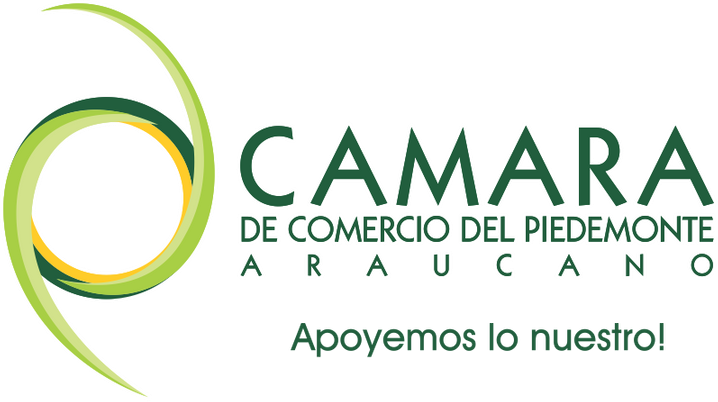 CAMARA
DE COMERCIO DEL PIEDEMONTE
ARAUCANO
Apoyemos lo nuestro!